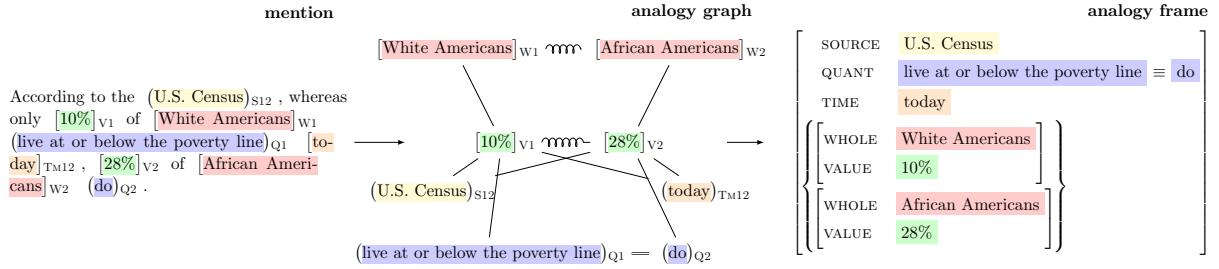 mention
analogy graph
analogy frame
According to the (U.S. Census)S12 , whereas
only [10%]V1 of [White Americans]W1
(live at or below the poverty line)Q1 [to-
day]TM12 , [28%]V2 of [African Ameri-
cans]W2 (do)Q2 .
[White Americans]W1 [African Americans]W2
[10%]V1 [28%]V2
(U.S. Census)S12 (today)TM12
(live at or below the poverty line)Q1 = (do)Q2
SOURCE U.S. Census
QUANT live at or below the poverty line ≡ do
TIME today
WHOLE White Americans
VALUE 10%
WHOLE African Americans
VALUE 28%